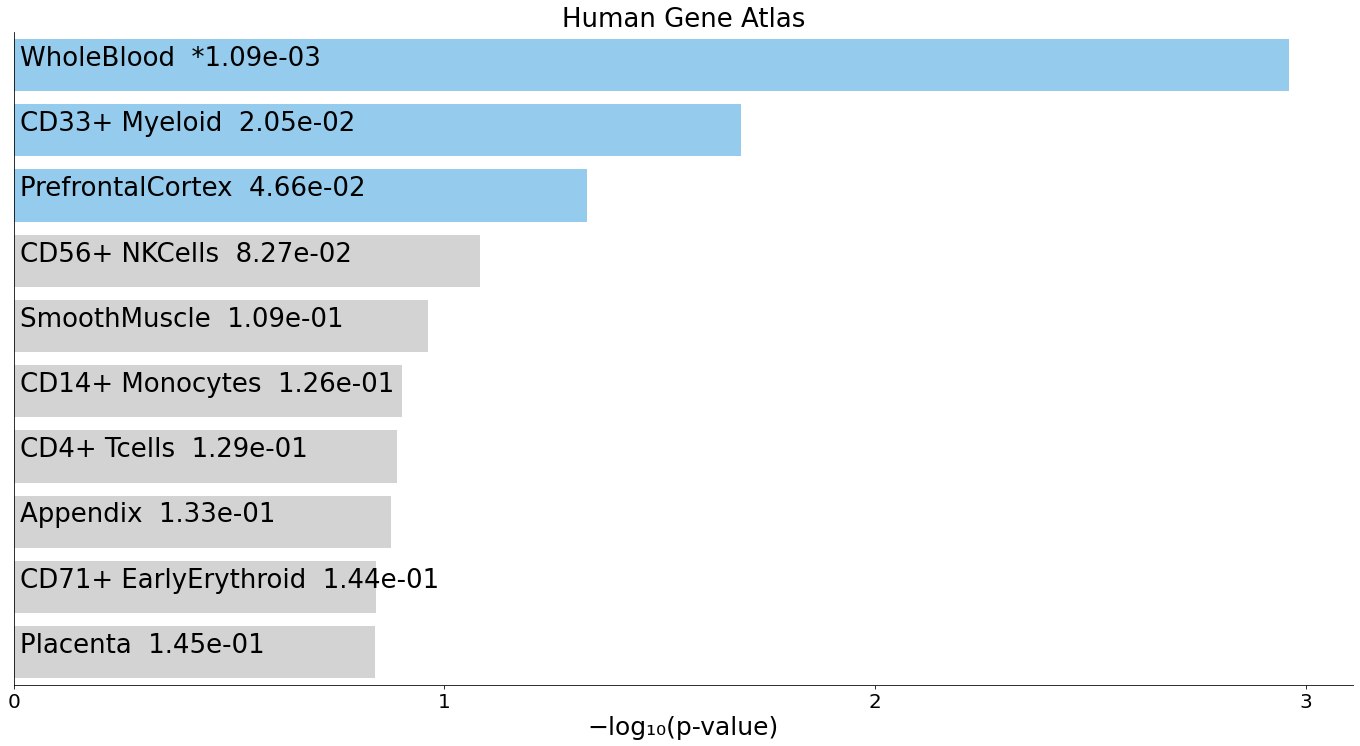 Human Gene Atlas
WholeBlood  *1.09e-03
CD33+ Myeloid  2.05e-02
PrefrontalCortex  4.66e-02
CD56+ NKCells  8.27e-02
SmoothMuscle  1.09e-01
CD14+ Monocytes  1.26e-01
CD4+ Tcells  1.29e-01
Appendix  1.33e-01
CD71+ EarlyErythroid  1.44e-01
Placenta  1.45e-01
0 1 2 3
−log₁₀(p-value)